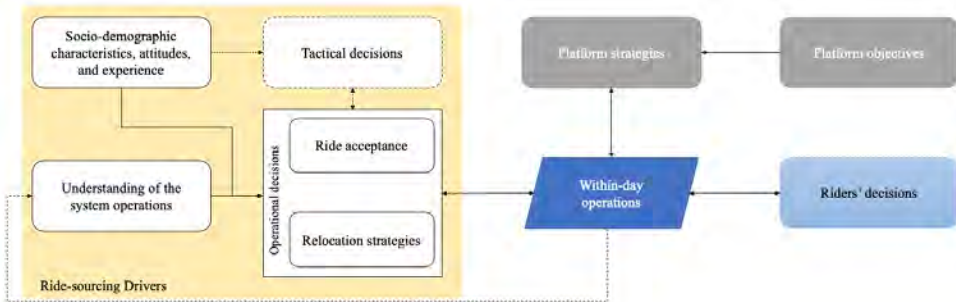 Socio-demographic
characteristics, attitudes,
and experience
Tactical decisions
Platform strategies
Platform objectives
Operational decisions
Ride acceptance
Understanding of the
system operations
Within-day
operations
Riders' decisions
Relocation strategies
Ride-sourcing Drivers